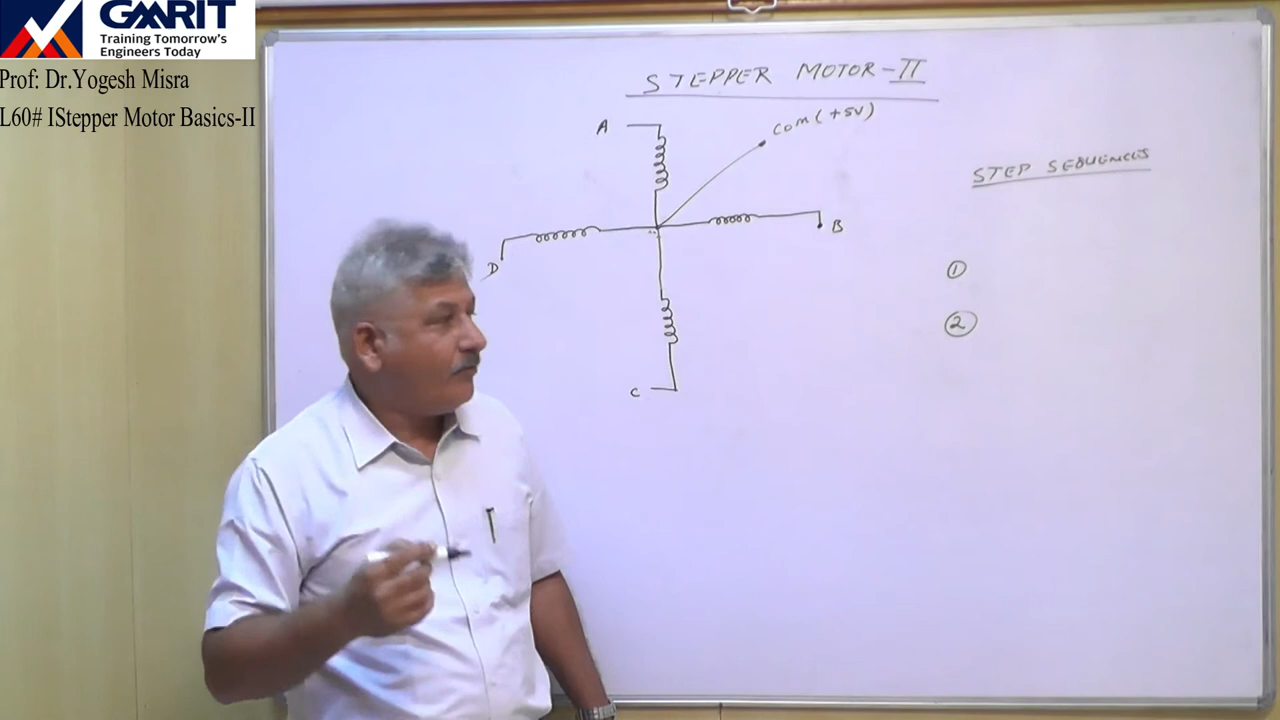 GMRIT
Training Tomorrow's
Engineers Today
Prof: Dr.Yogesh Misra
L60# IStepper Motor Basics-II
STEPPER MOTOR-II
A
COM (+5V)
STEP SEQUENCES
B
D
①
②
C